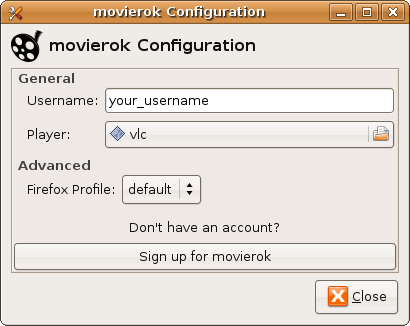 movierok Configuration
movierok Configuration
General
Username: your_username
Player: vlc
Advanced
Firefox Profile: default
Don't have an account?
Sign up for movierok
Close